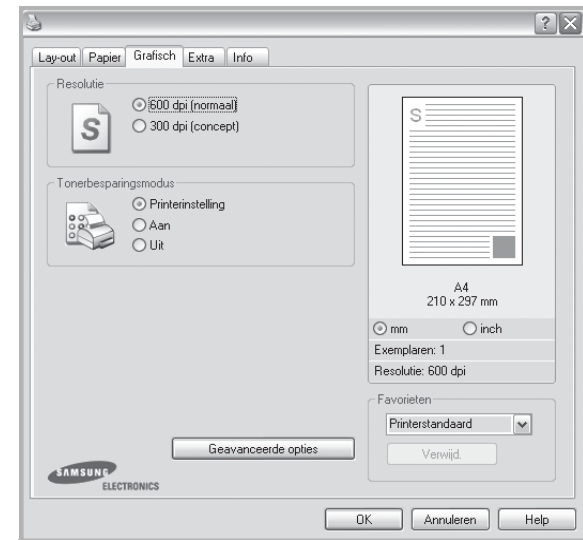 Lay-out Papier Grafisch Extra Info
Resolutie
S
600 dpi (normaal)
300 dpi (concept)
Tonerbesparingsmodus
Printerinstelling
Aan
Uit
S
A4
210 x 297 mm
mm inch
Exemplaren: 1
Resolutie: 600 dpi
Favorieten
Printerstandaard
Verwijd.
Geavanceerde opties
SAMSUNG
ELECTRONICS
OK Annuleren Help